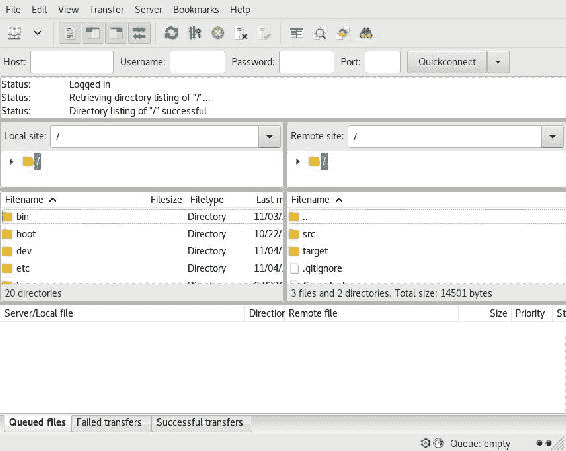 File Edit View Transfer Server Bookmarks Help
Host: Username: Password: Port: Quickconnect
Status: Logged in
Status: Retrieving directory listing of "/"...
Status: Directory listing of "/" successful
Local site: / Remote site: /
/ /
Filename Filesize Filetype Last m Filename
bin Directory 11/03/. ..
boot Directory 10/22/. src
dev Directory 11/04/. target
etc Directory 11/04/. .gitignore
20 directories 3 files and 2 directories. Total size: 14501 bytes
Server/Local file Direction Remote file Size Priority St
Queued files Failed transfers Successful transfers
Queue: empty